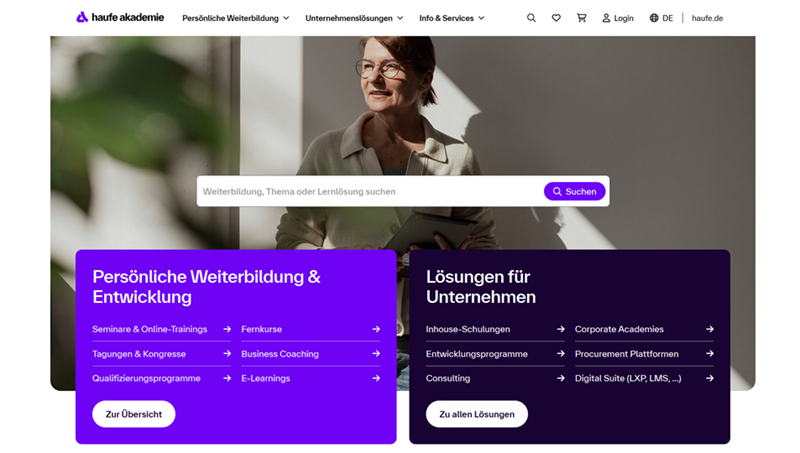 haufe akademie
Persönliche Weiterbildung
Unternehmenslösungen
Info & Services
Login
DE
haufe.de
Weiterbildung, Thema oder Lernlösung suchen
Suchen
Persönliche Weiterbildung &
Entwicklung
Seminare & Online-Trainings
Fernkurse
Tagungen & Kongresse
Business Coaching
Qualifizierungsprogramme
E-Learnings
Zur Übersicht
Lösungen für
Unternehmen
Inhouse-Schulungen
Corporate Academies
Entwicklungsprogramme
Procurement Plattformen
Consulting
Digital Suite (LXP, LMS, ...)
Zu allen Lösungen